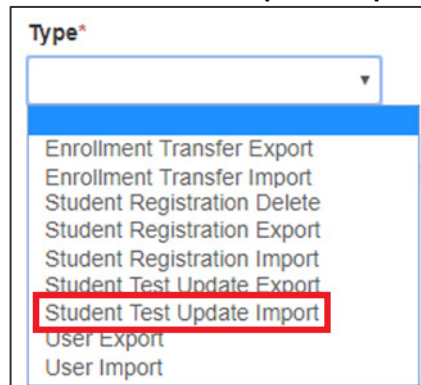 Type*
Enrollment Transfer Export
Enrollment Transfer Import
Student Registration Delete
Student Registration Export
Student Registration Import
Student Test Update Export
Student Test Update Import
User Export
User Import